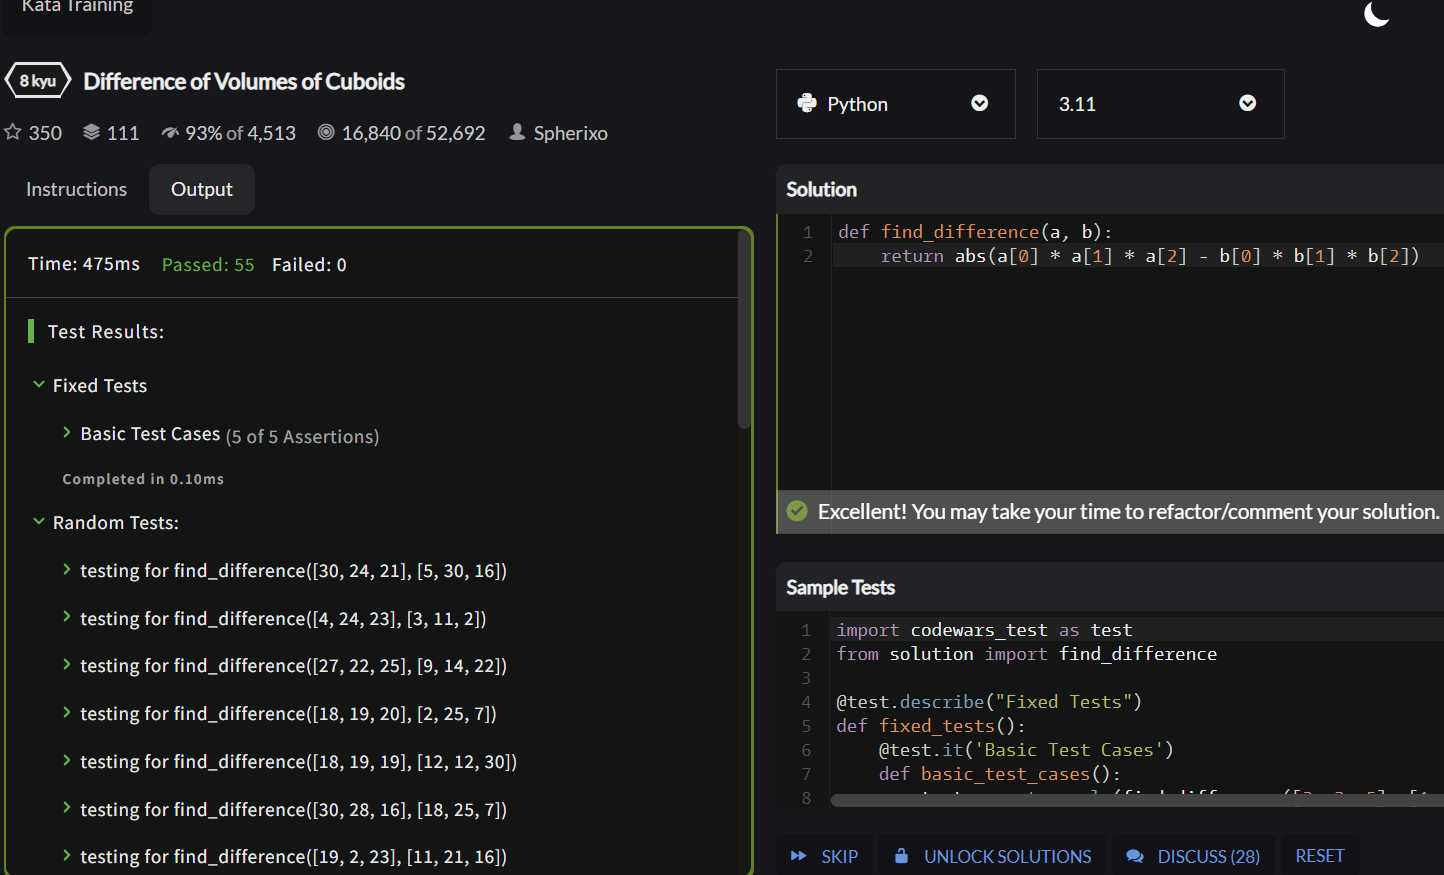 Kata Training
8 kyu
Difference of Volumes of Cuboids
350 111 93% of 4,513 16,840 of 52,692 Spherixo
Instructions
Output
Time: 475ms Passed: 55 Failed: 0
Test Results:
Fixed Tests
Basic Test Cases (5 of 5 Assertions)
Completed in 0.10ms
Random Tests:
testing for find_difference([30, 24, 21], [5, 30, 16])
testing for find_difference([4, 24, 23], [3, 11, 2])
testing for find_difference([27, 22, 25], [9, 14, 22])
testing for find_difference([18, 19, 20], [2, 25, 7])
testing for find_difference([18, 19, 19], [12, 12, 30])
testing for find_difference([30, 28, 16], [18, 25, 7])
testing for find_difference([19, 2, 23], [11, 21, 16])
Python
3.11
Solution
1 def find_difference(a, b):
2 return abs(a[0] * a[1] * a[2] - b[0] * b[1] * b[2])
Excellent! You may take your time to refactor/comment your solution.
Sample Tests
1 import codewars_test as test
2 from solution import find_difference
3
4 @test.describe("Fixed Tests")
5 def fixed_tests():
6 @test.it('Basic Test Cases')
7 def basic_test_cases():
8
SKIP
UNLOCK SOLUTIONS
DISCUSS (28)
RESET